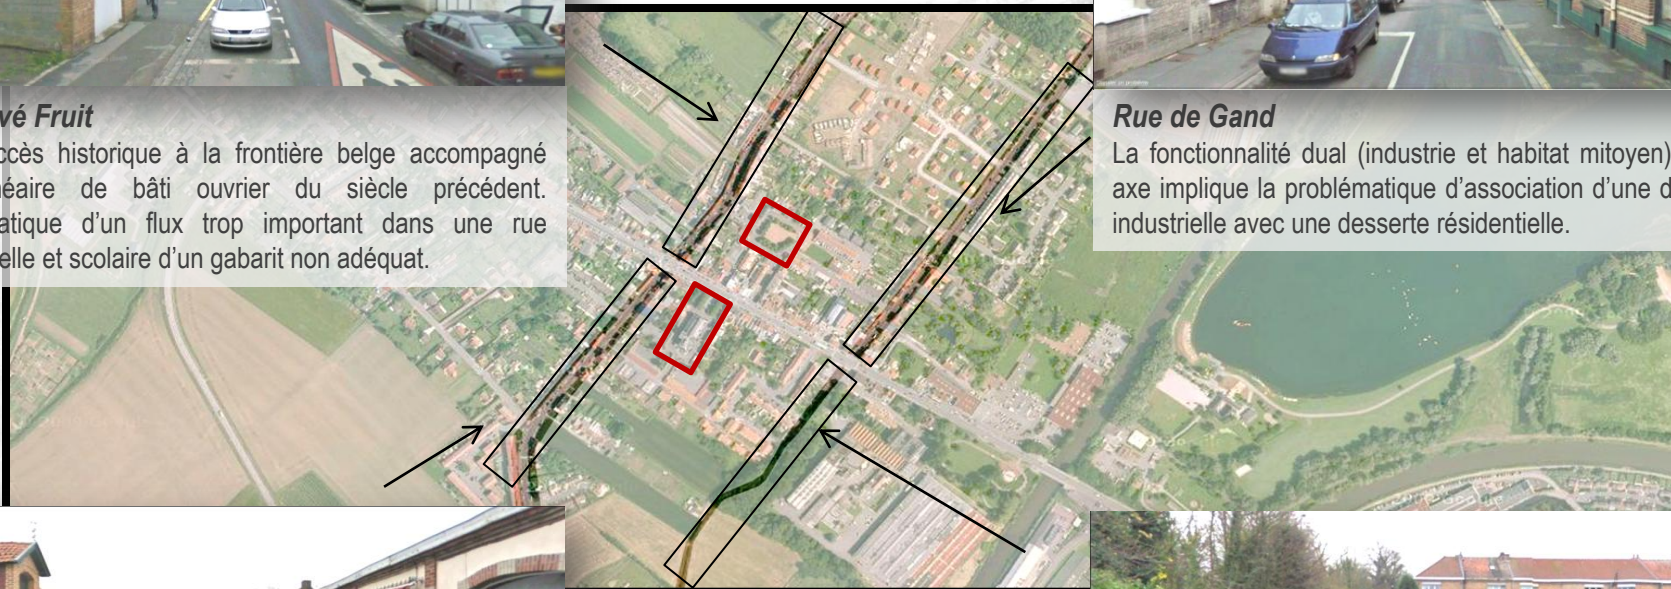 vé Fruit
ccès historique à la frontière belge accompagné
néaire de bâti ouvrier du siècle précédent.
atique d'un flux trop important dans une rue
elle et scolaire d'un gabarit non adéquat.
Rue de Gand
La fonctionnalité dual (industrie et habitat mitoyen)
axe implique la problématique d'association d'une d
industrielle avec une desserte résidentielle.